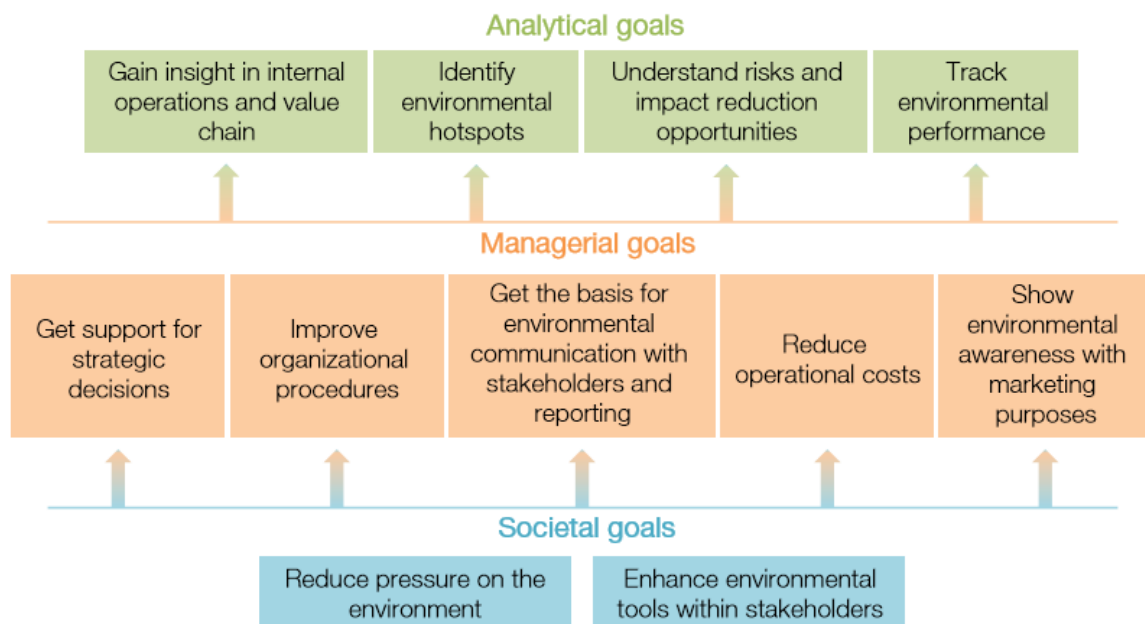 Analytical goals
Gain insight in internal
operations and value
chain
Identify
environmental
hotspots
Understand risks and
impact reduction
opportunities
Track
environmental
performance
Managerial goals
Get support for
strategic
decisions
Improve
organizational
procedures
Get the basis for
environmental
communication with
stakeholders and
reporting
Reduce
operational costs
Show
environmental
awareness with
marketing
purposes
Societal goals
Reduce pressure on the
environment
Enhance environmental
tools within stakeholders